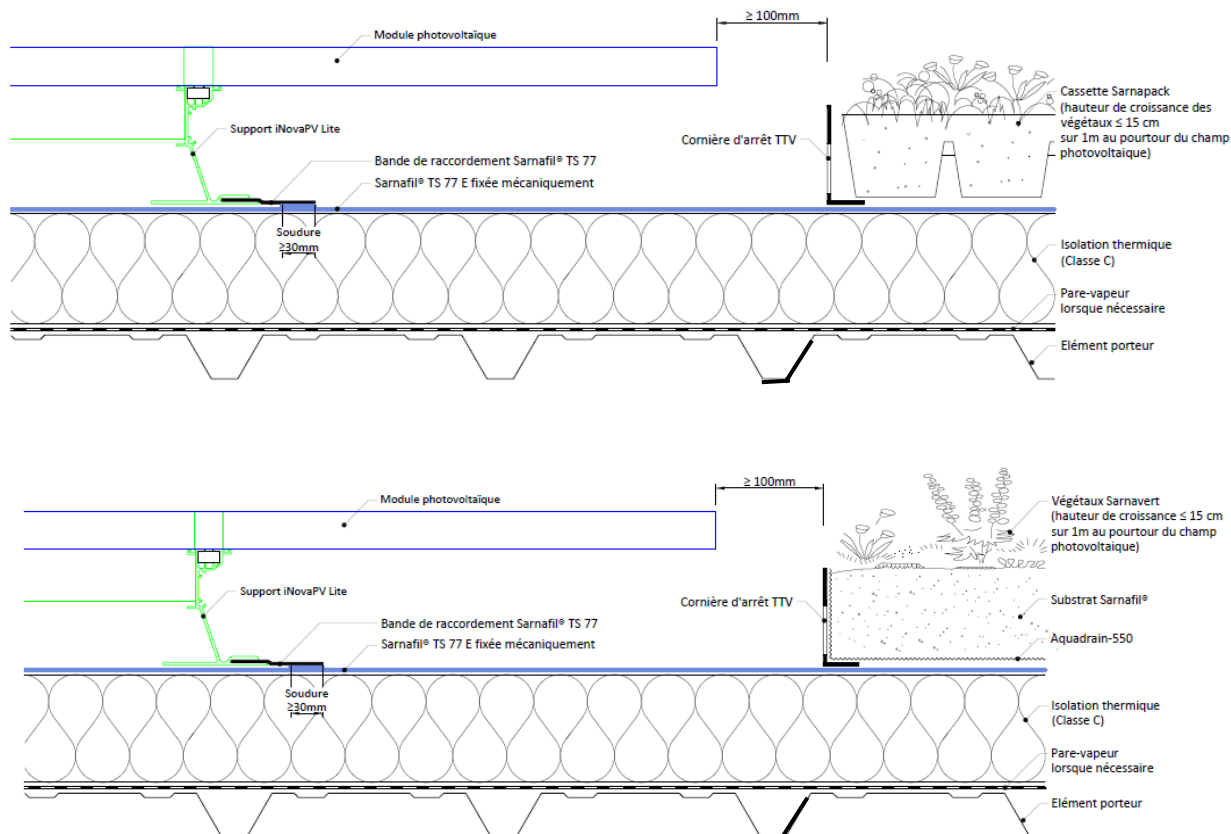 ≥ 100mm
Module photovoltaïque
Cassette Sarnapack
(hauteur de croissance des
végétaux ≤ 15 cm
sur 1m au pourtour du champ
photovoltaique)
Support iNovaPV Lite
Cornière d'arrêt TTV
Bande de raccordement Sarnafil® TS 77
Sarnafil® TS 77 E fixée mécaniquement
Soudure
≥30mm
Isolation thermique
(Classe C)
Pare-vapeur
lorsque nécessaire
Elément porteur
≥ 100mm
Module photovoltaïque
Végétaux Sarnavert
(hauteur de croissance ≤ 15 cm
sur 1m au pourtour du champ
photovoltaique)
Support iNovaPV Lite
Cornière d'arrêt TTV
Substrat Sarnafil®
Bande de raccordement Sarnafil® TS 77
Sarnafil® TS 77 E fixée mécaniquement
Aquadrain-550
Soudure
≥30mm
Isolation thermique
(Classe C)
Pare-vapeur
lorsque nécessaire
Elément porteur